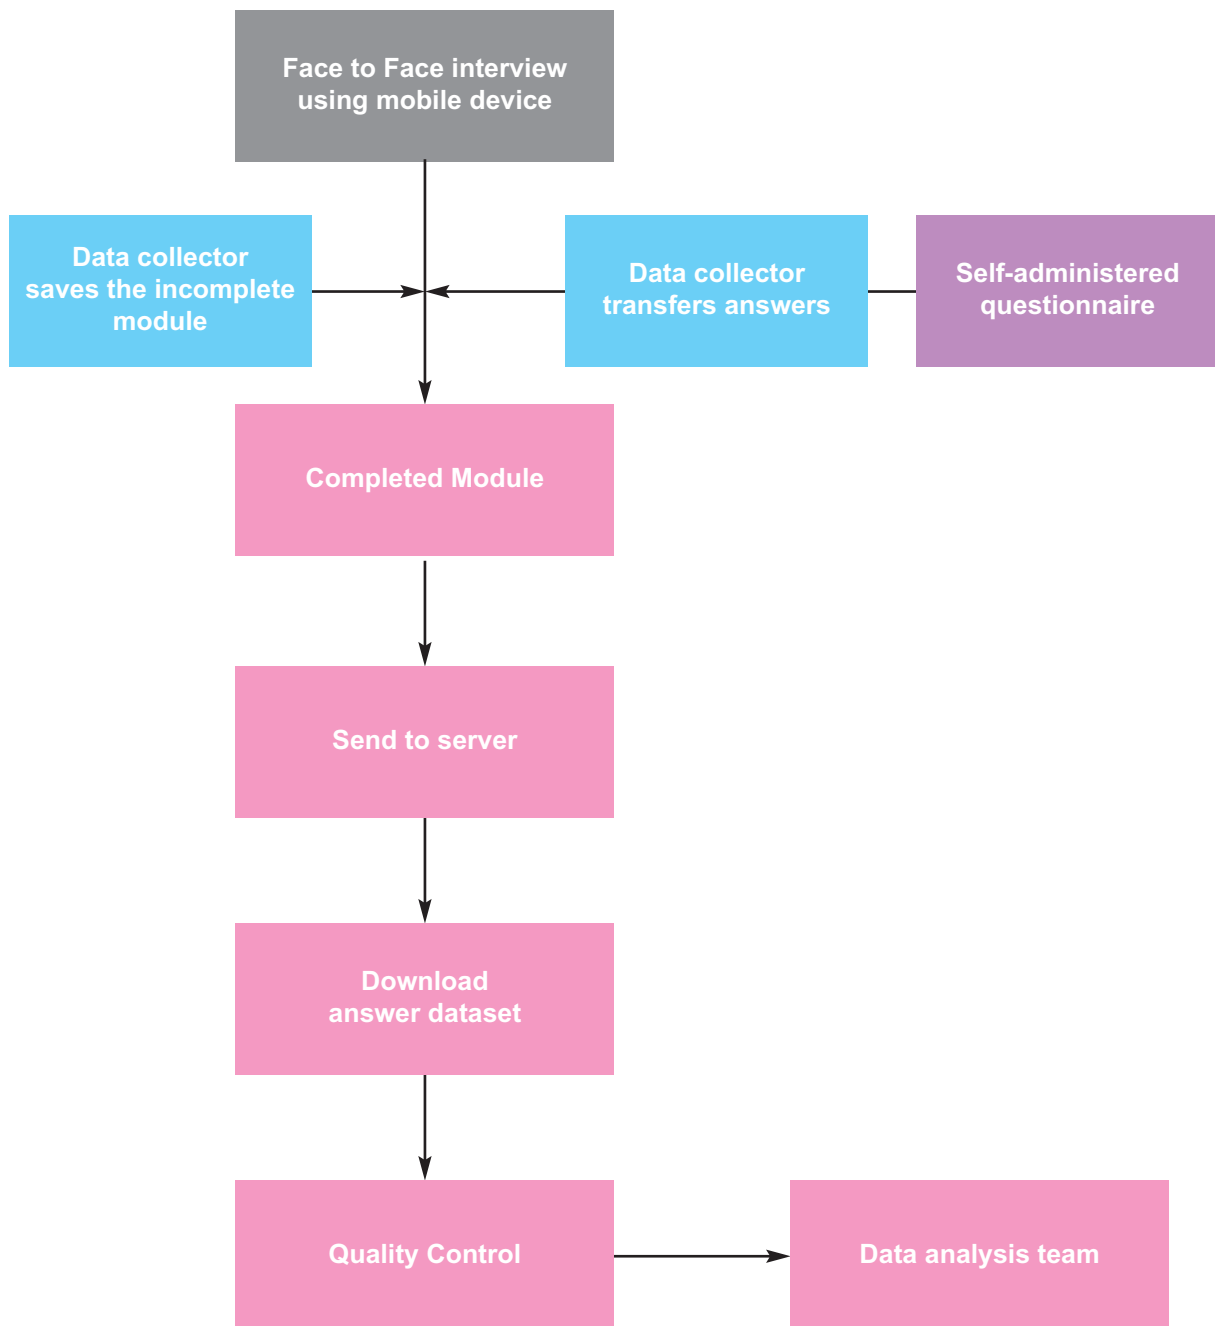 Face to Face interview
using mobile device
Data collector
saves the incomplete
module
Data collector
transfers answers
Self-administered
questionnaire
Completed Module
Send to server
Download
answer dataset
Quality Control
Data analysis team